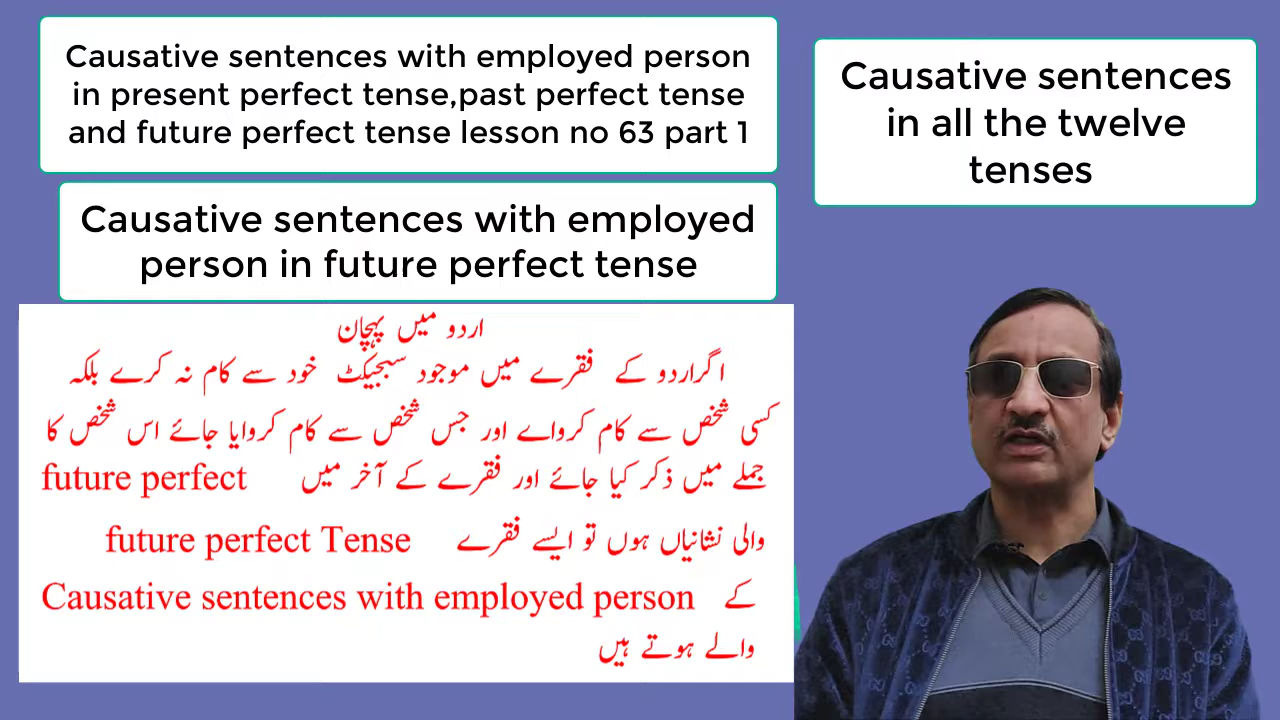 Causative sentences with employed person
in present perfect tense,past perfect tense
and future perfect tense lesson no 63 part 1
Causative sentences
in all the twelve
tenses
Causative sentences with employed
person in future perfect tense
اردو میں پہچان
اگراردو کے فقرے میں موجود سبجیکٹ خود سے کام نہ کرے بلکہ
کسی شخص سے کام کرواے اور جس شخص سے کام کروایا جائے اس شخص کا
جملے میں ذکر کیا جائے اور فقرے کے آخر میں future perfect
والی نشانیاں ہوں تو ایسے فقرے future perfect Tense
کے Causative sentences with employed person
والے ہوتے ہیں